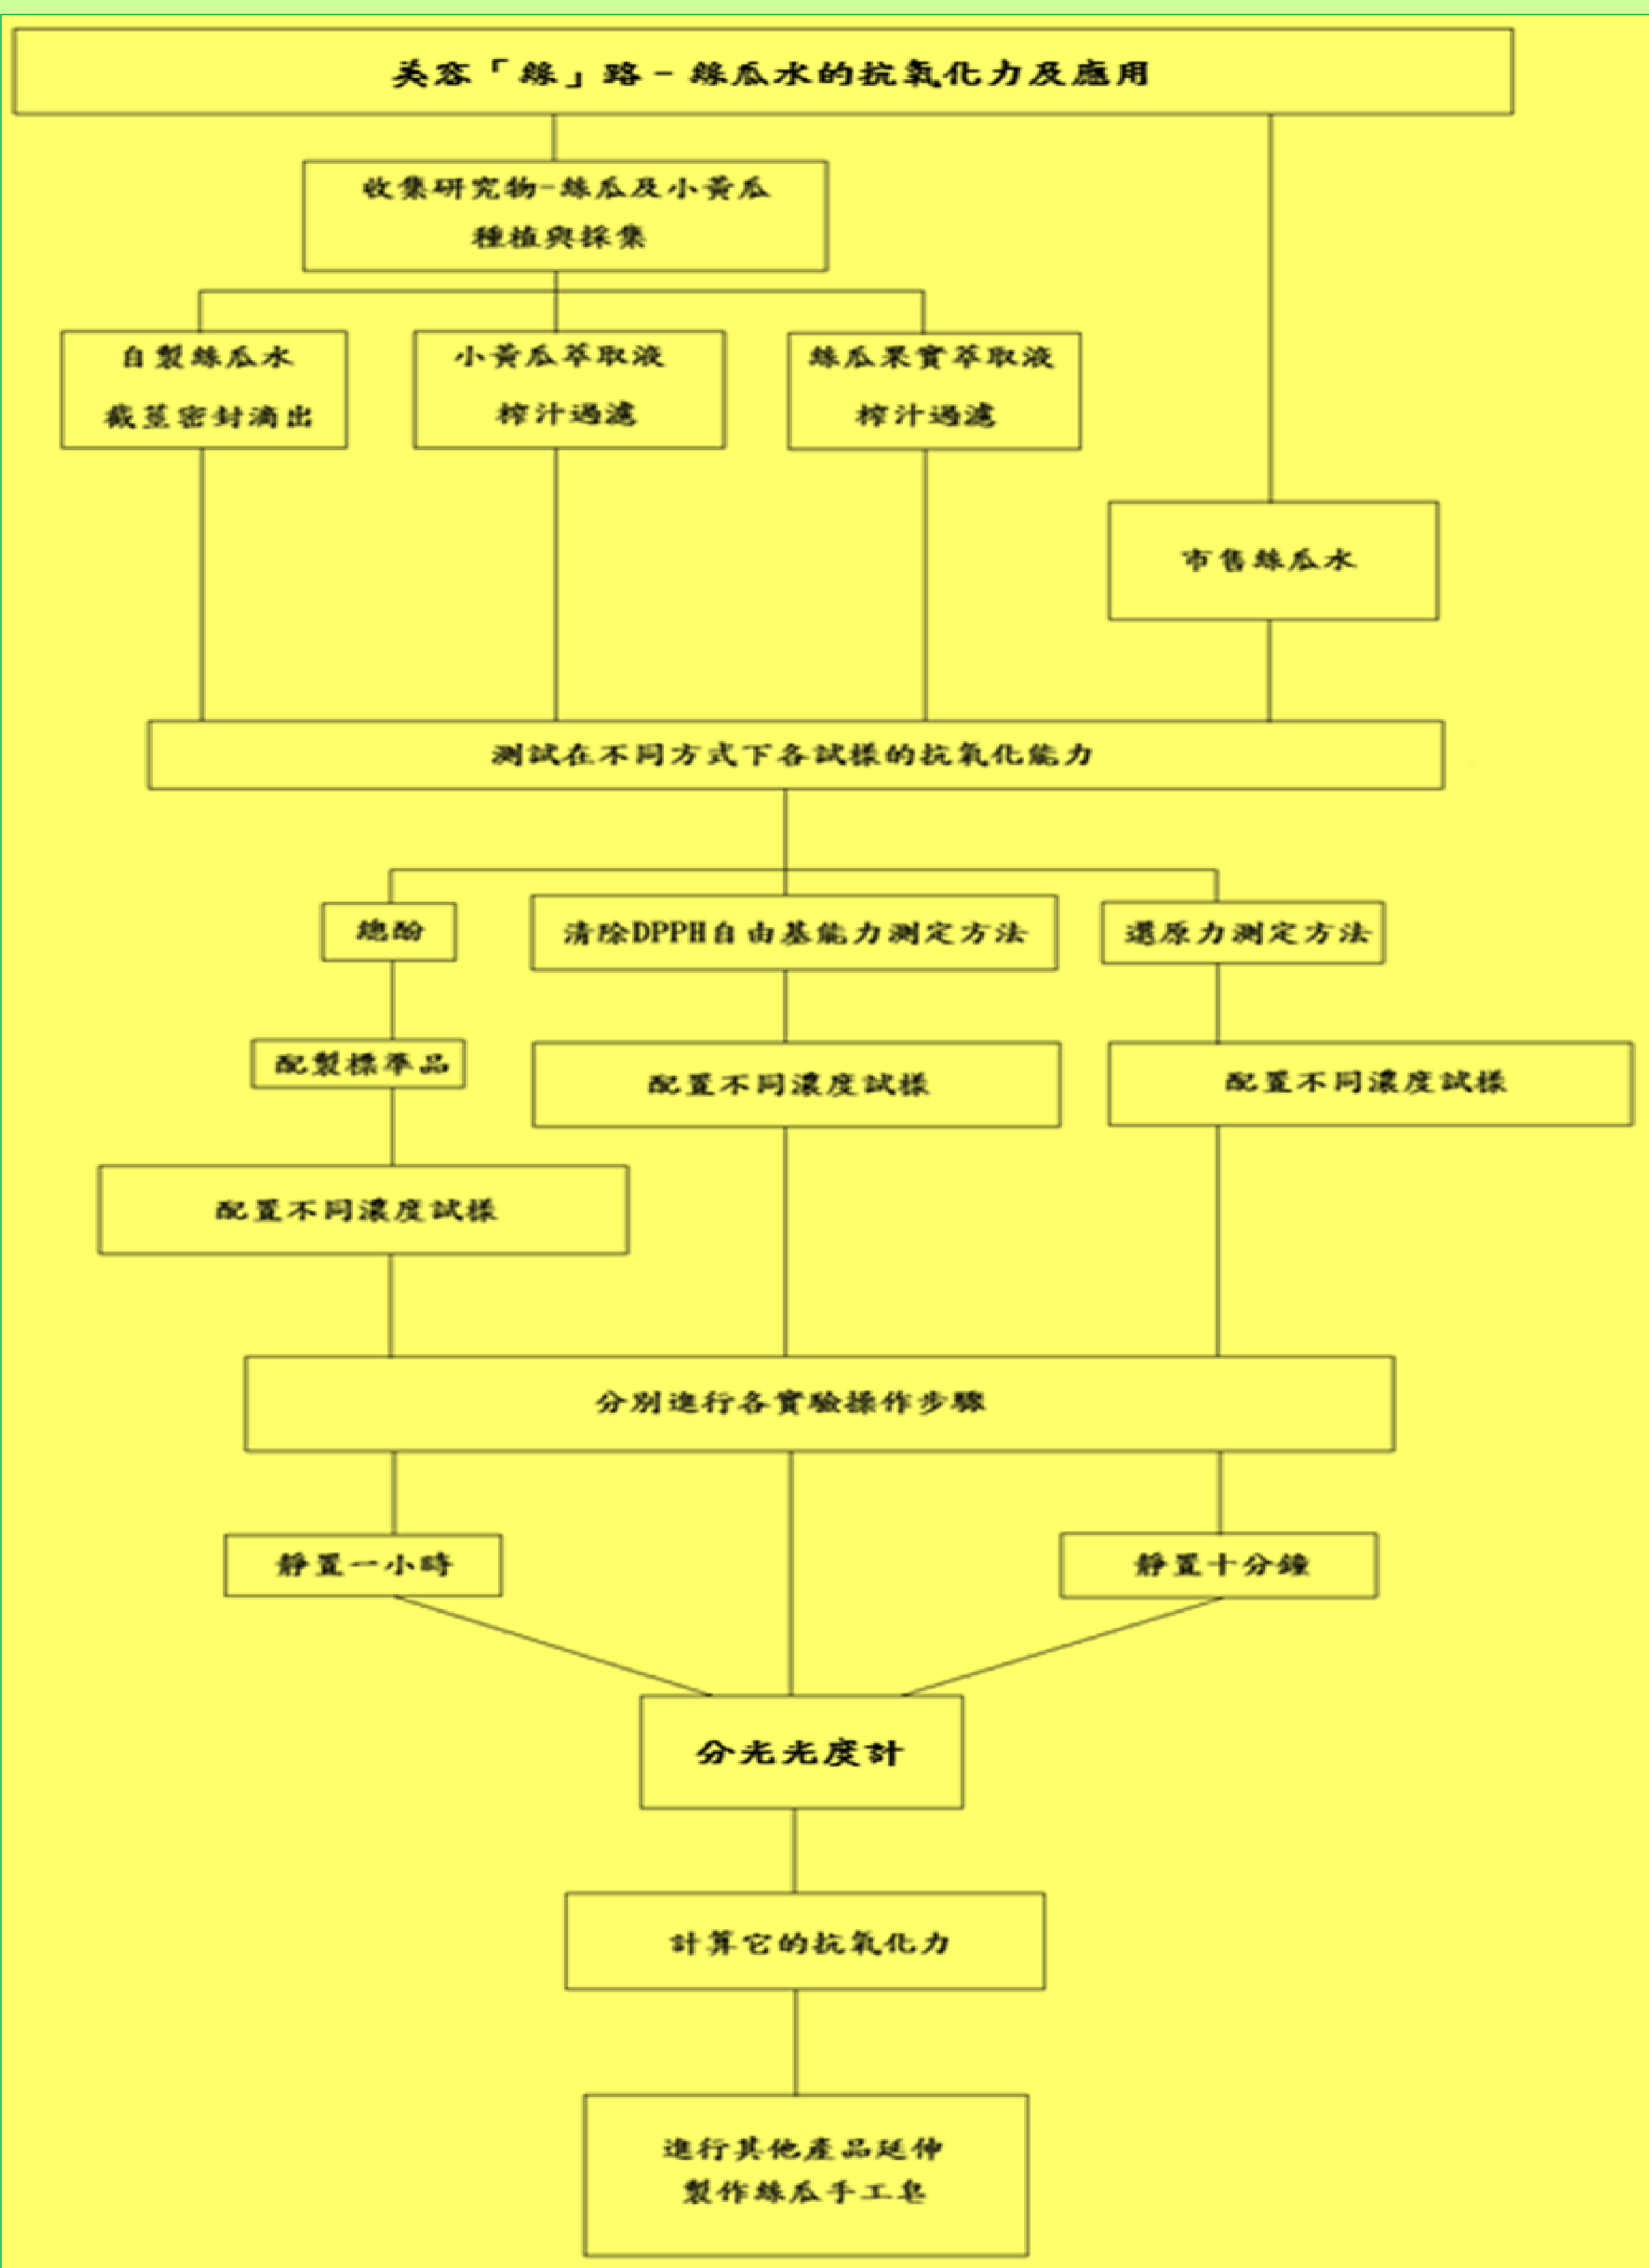 美容「絲」路－絲瓜水的抗氧化力及應用
收集研究物-絲瓜及小黃瓜
種植與採集
自製絲瓜水
截莖密封滴出
小黃瓜萃取液
榨汁過濾
絲瓜果實萃取液
榨汁過濾
市售絲瓜水
測試在不同方式下各試樣的抗氧化能力
總酚
清除DPPH自由基能力測定方法
還原力測定方法
配製標準品
配置不同濃度試樣
配置不同濃度試樣
配置不同濃度試樣
分別進行各實驗操作步驟
靜置一小時
靜置十分鐘
分光光度計
計算它的抗氧化力
進行其他產品延伸
製作絲瓜手工皂